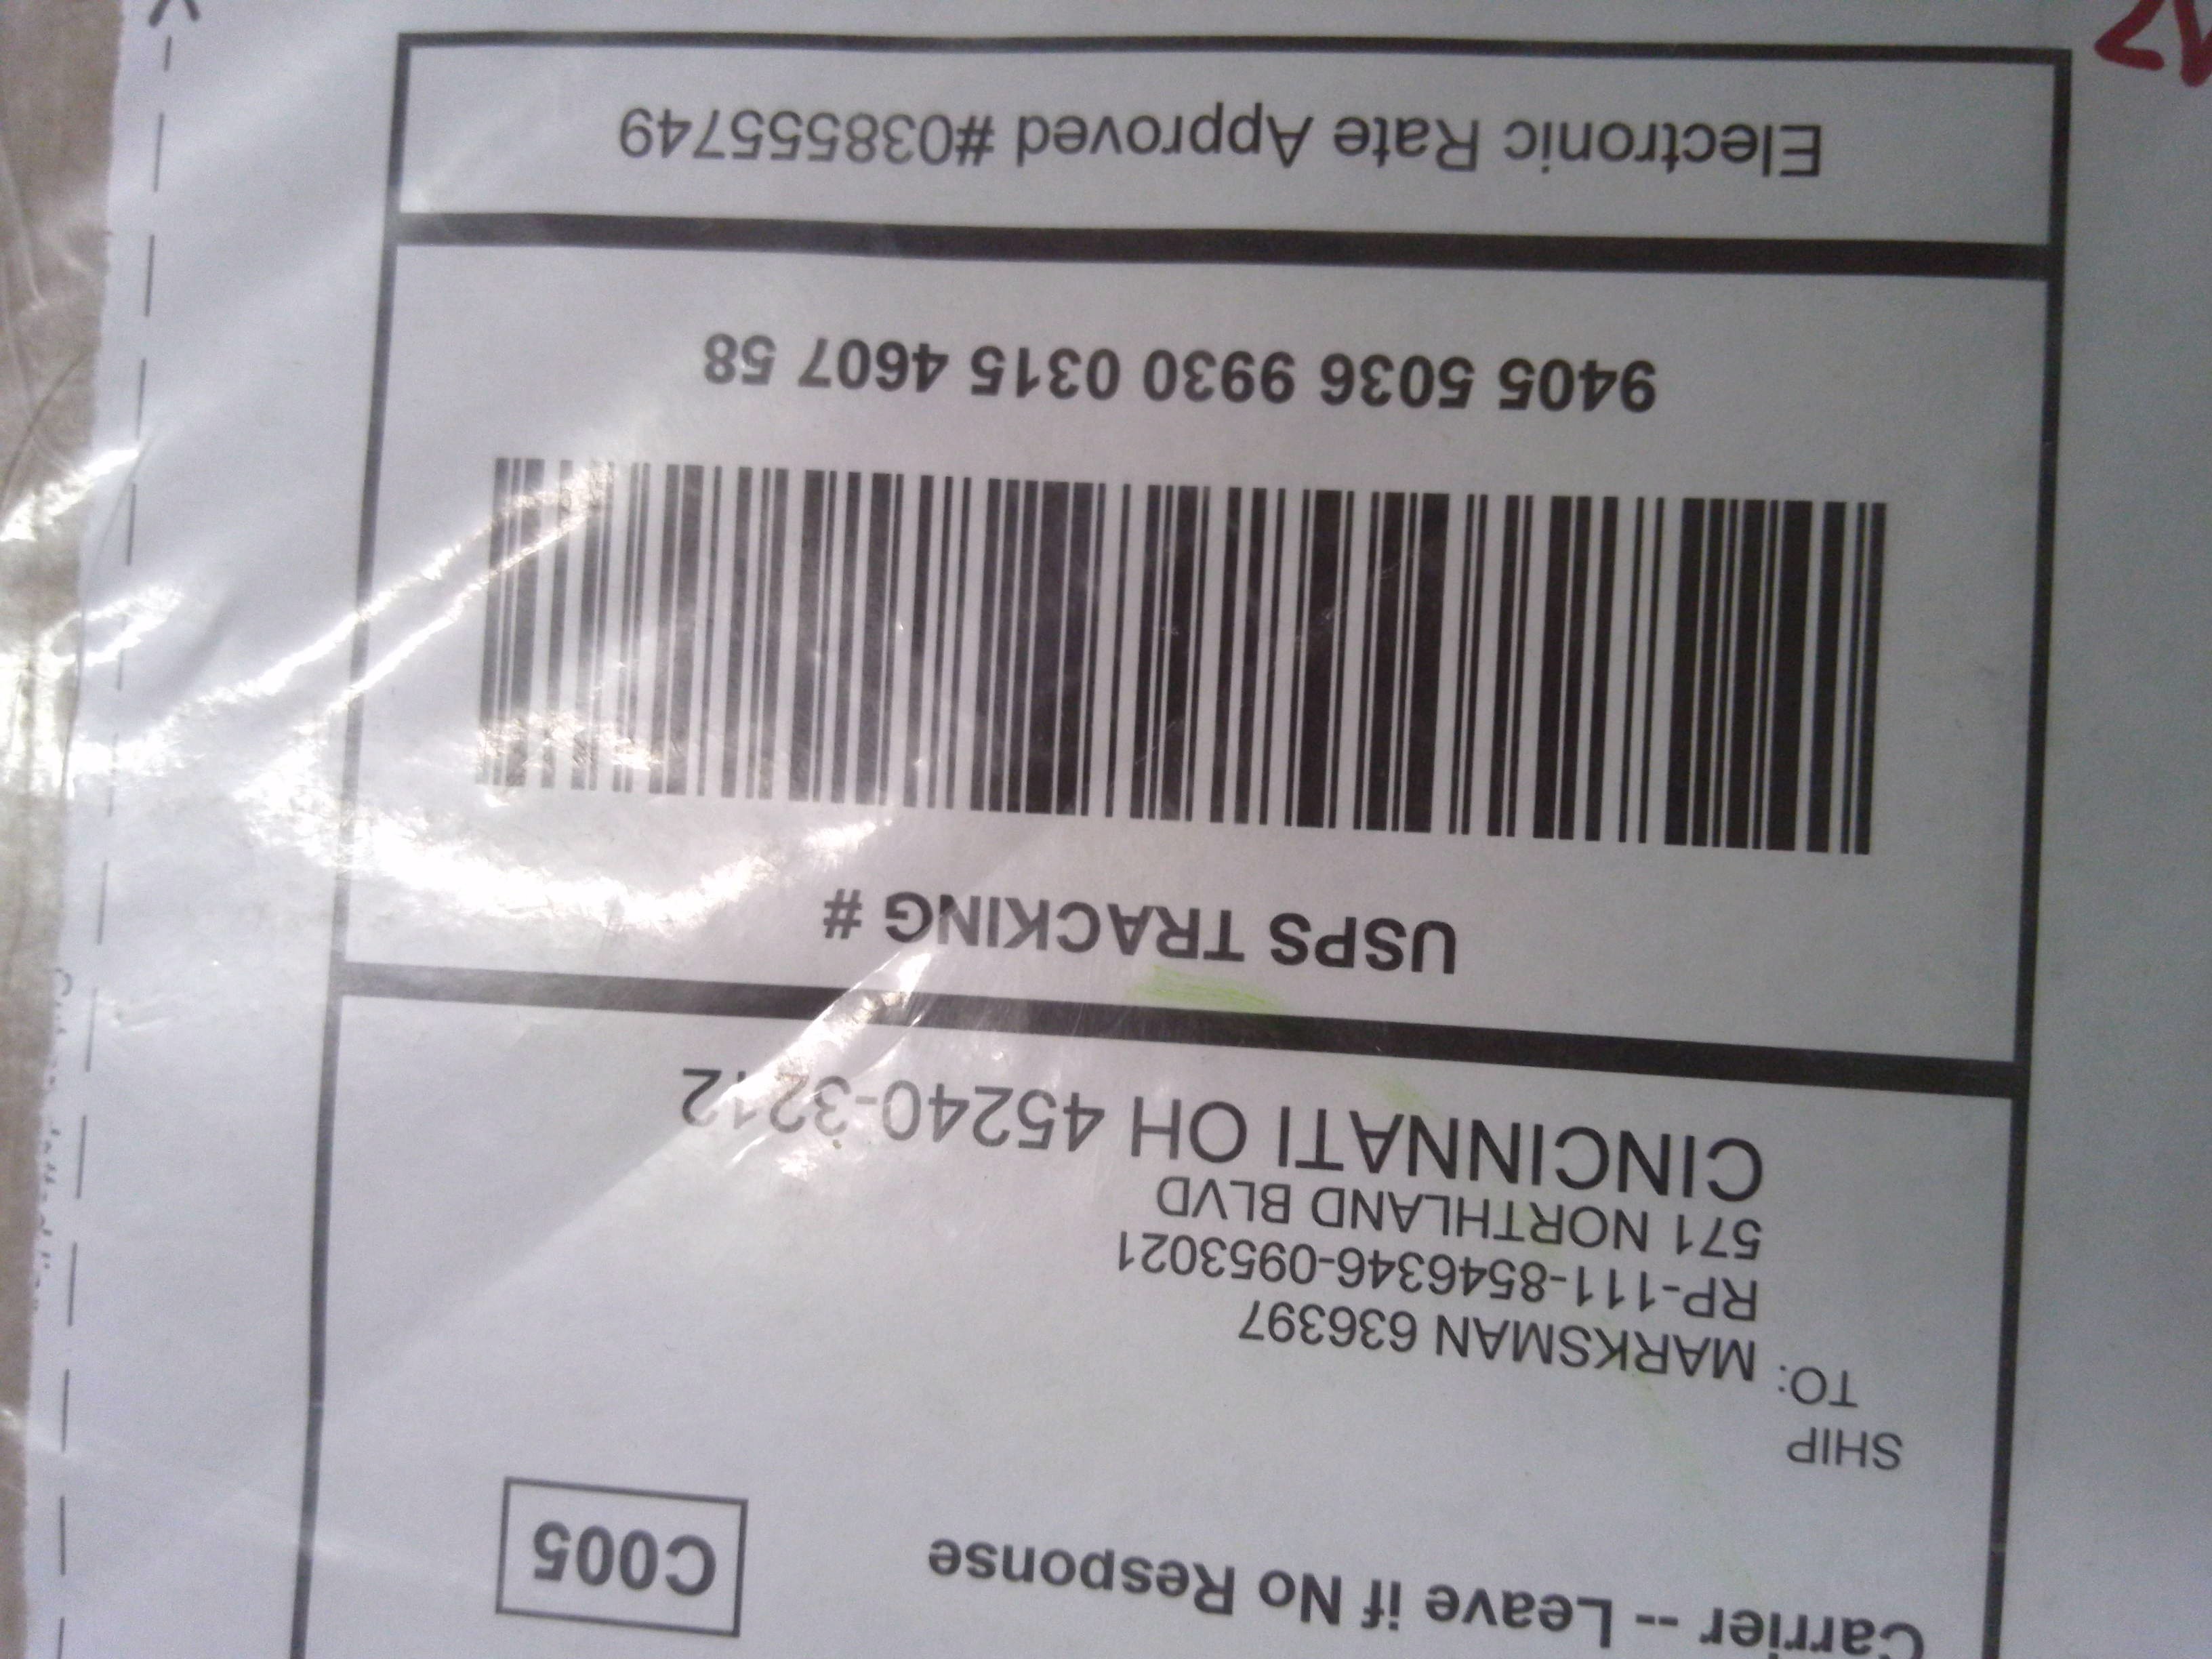 Carrier -- Leave if No Response
C005
SHIP
TO:
MARKSMAN 636397
RP-111-8546346-0953021
571 NORTHLAND BLVD
CINCINNATI OH 45240-3212
USPS TRACKING #
9405 5036 9930 0315 4607 58
Electronic Rate Approved #038555749